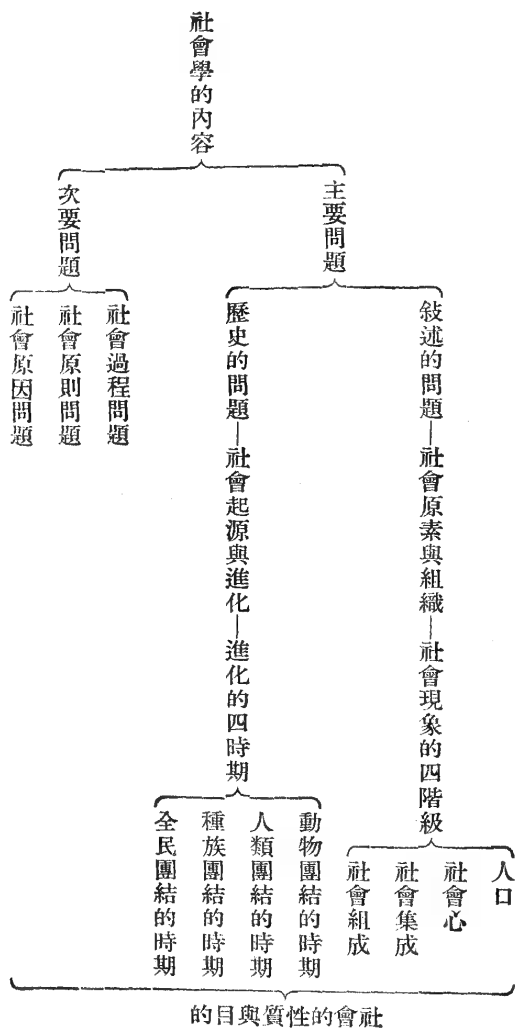 社會學的內容
主要問題
敍述的問題—社會原素與組織—社會現象的四階級
人口
社會心
社會集成
社會組成
歷史的問題—社會起源與進化—進化的四時期
動物團結的時期
人類團結的時期
種族團結的時期
全民團結的時期
社會的性質與目的
次要問題
社會過程問題
社會原則問題
社會原因問題